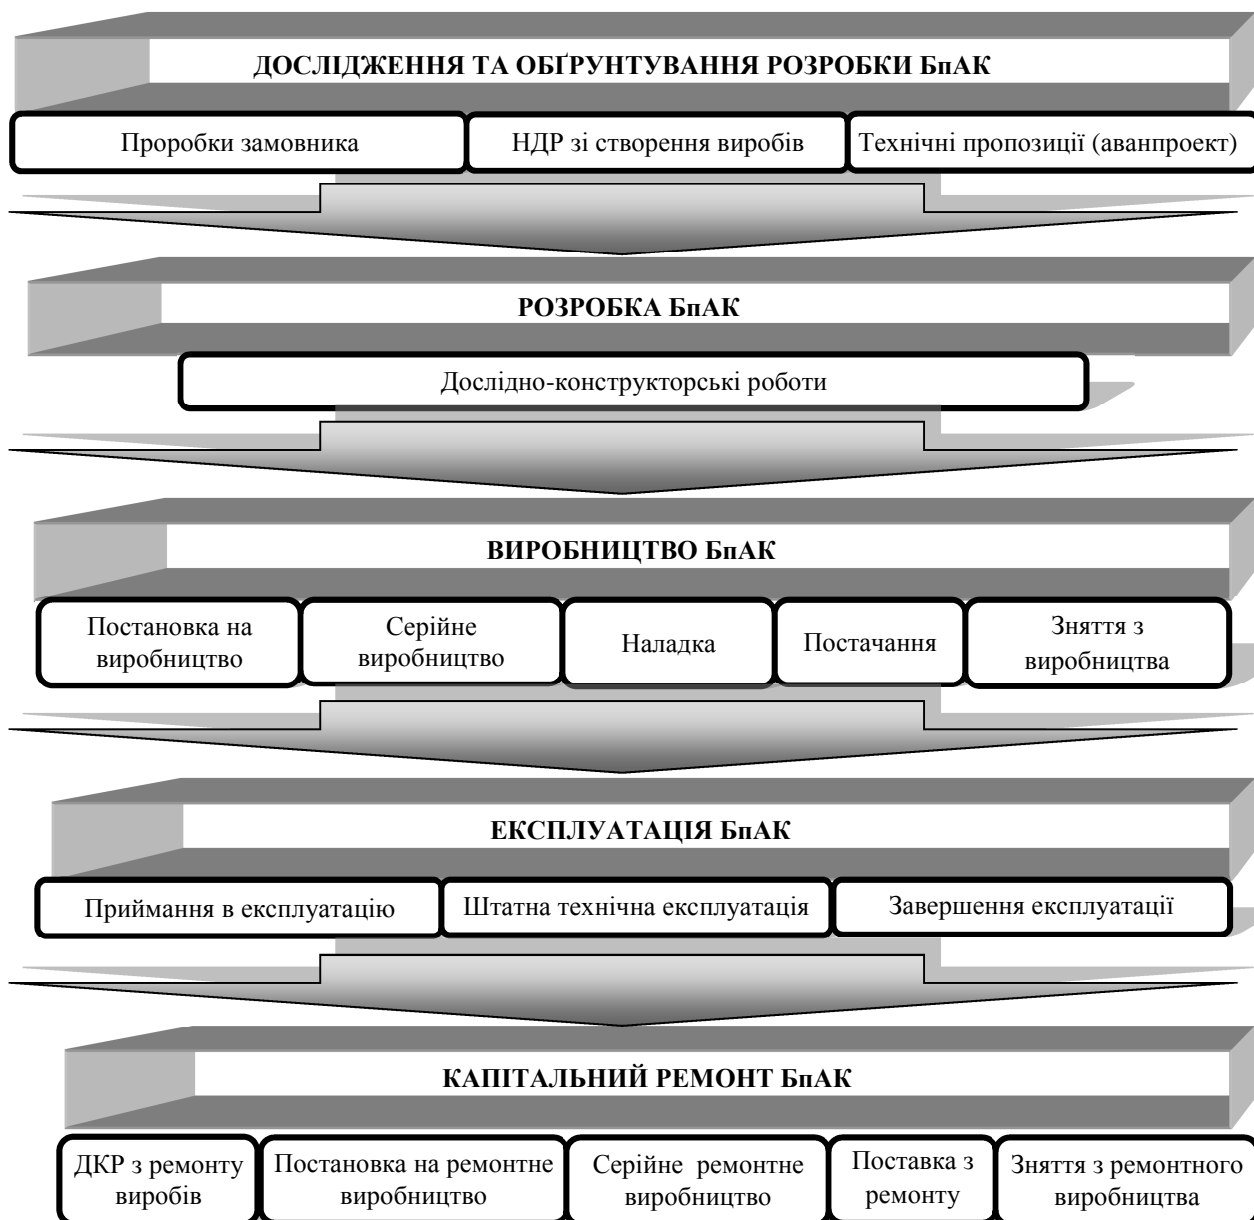 ДОСЛІДЖЕННЯ ТА ОБҐРУНТУВАННЯ РОЗРОБКИ БпАК
Проробки замовника
НДР зі створення виробів
Технічні пропозиції (аванпроект)
РОЗРОБКА БпАК
Дослідно-конструкторські роботи
ВИРОБНИЦТВО БпАК
Постановка на
виробництво
Серійне
виробництво
Наладка
Постачання
Зняття з
виробництва
ЕКСПЛУАТАЦІЯ БпАК
Приймання в експлуатацію
Штатна технічна експлуатація
Завершення експлуатації
КАПІТАЛЬНИЙ РЕМОНТ БпАК
ДКР з ремонту
виробів
Постановка на ремонтне
виробництво
Серійне ремонтне
виробництво
Поставка з
ремонту
Зняття з ремонтного
виробництва